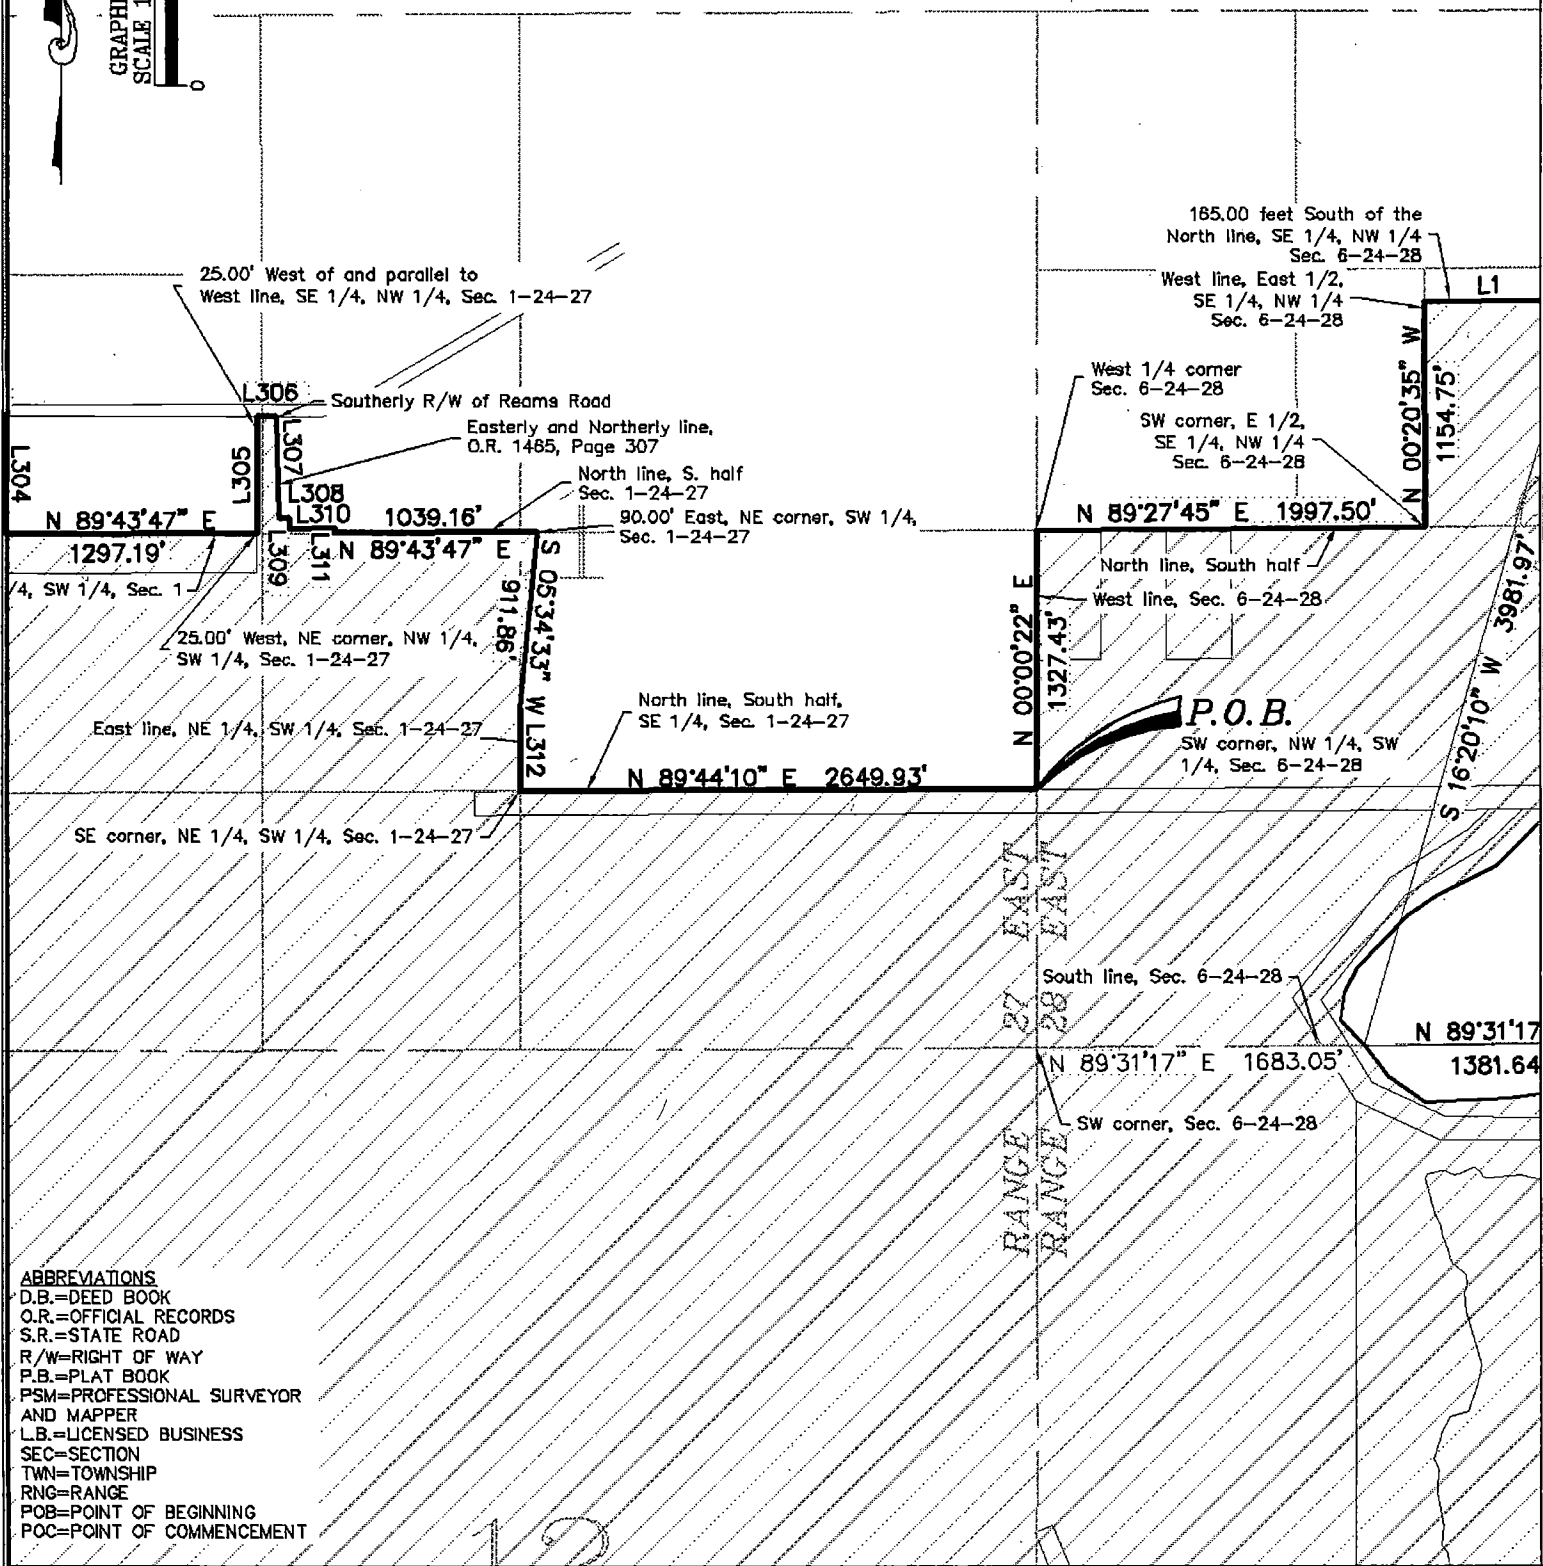 GRAPHI
SCALE 1
0
165.00 feet South of the
North line, SE 1/4, NW 1/4
Sec. 6-24-28
25.00' West of and parallel to
West line, SE 1/4, NW 1/4, Sec. 1-24-27
West line, East 1/2,
SE 1/4, NW 1/4
Sec. 6-24-28
L1
N 00°20'35" W
1154.75'
West 1/4 corner
Sec. 6-24-28
L306
Southerly R/W of Reams Road
SW corner, E 1/2,
SE 1/4, NW 1/4
Sec. 6-24-28
Easterly and Northerly line,
O.R. 1465, Page 307
L304
L305
L307
North line, S. half
Sec. 1-24-27
L308
L310
1039.16'
90.00' East, NE corner, SW 1/4,
Sec. 1-24-27
N 89°43'47" E
1297.19'
N 89°27'45" E 1997.50'
L309
L311
N 89°43'47" E
North line, South half
/4, SW 1/4, Sec. 1
S 05°34'33" W
911.86'
West line, Sec. 6-24-28
N 00°00'22" E
1327.43'
25.00' West, NE corner, NW 1/4,
SW 1/4, Sec. 1-24-27
S 16°20'10" W 3981.97'
North line, South half,
SE 1/4, Sec. 1-24-27
P.O.B.
SW corner, NW 1/4, SW
1/4, Sec. 6-24-28
East line, NE 1/4, SW 1/4, Sec. 1-24-27
L312
N 89°44'10" E 2649.93'
SE corner, NE 1/4, SW 1/4, Sec. 1-24-27
RANGE 27 EAST
RANGE 28 EAST
South line, Sec. 6-24-28
N 89°31'17
1381.64
N 89°31'17" E 1683.05'
SW corner, Sec. 6-24-28
ABBREVIATIONS
D.B.=DEED BOOK
O.R.=OFFICIAL RECORDS
S.R.=STATE ROAD
R/W=RIGHT OF WAY
P.B.=PLAT BOOK
PSM=PROFESSIONAL SURVEYOR
AND MAPPER
L.B.=LICENSED BUSINESS
SEC=SECTION
TWN=TOWNSHIP
RNG=RANGE
POB=POINT OF BEGINNING
POC=POINT OF COMMENCEMENT
12